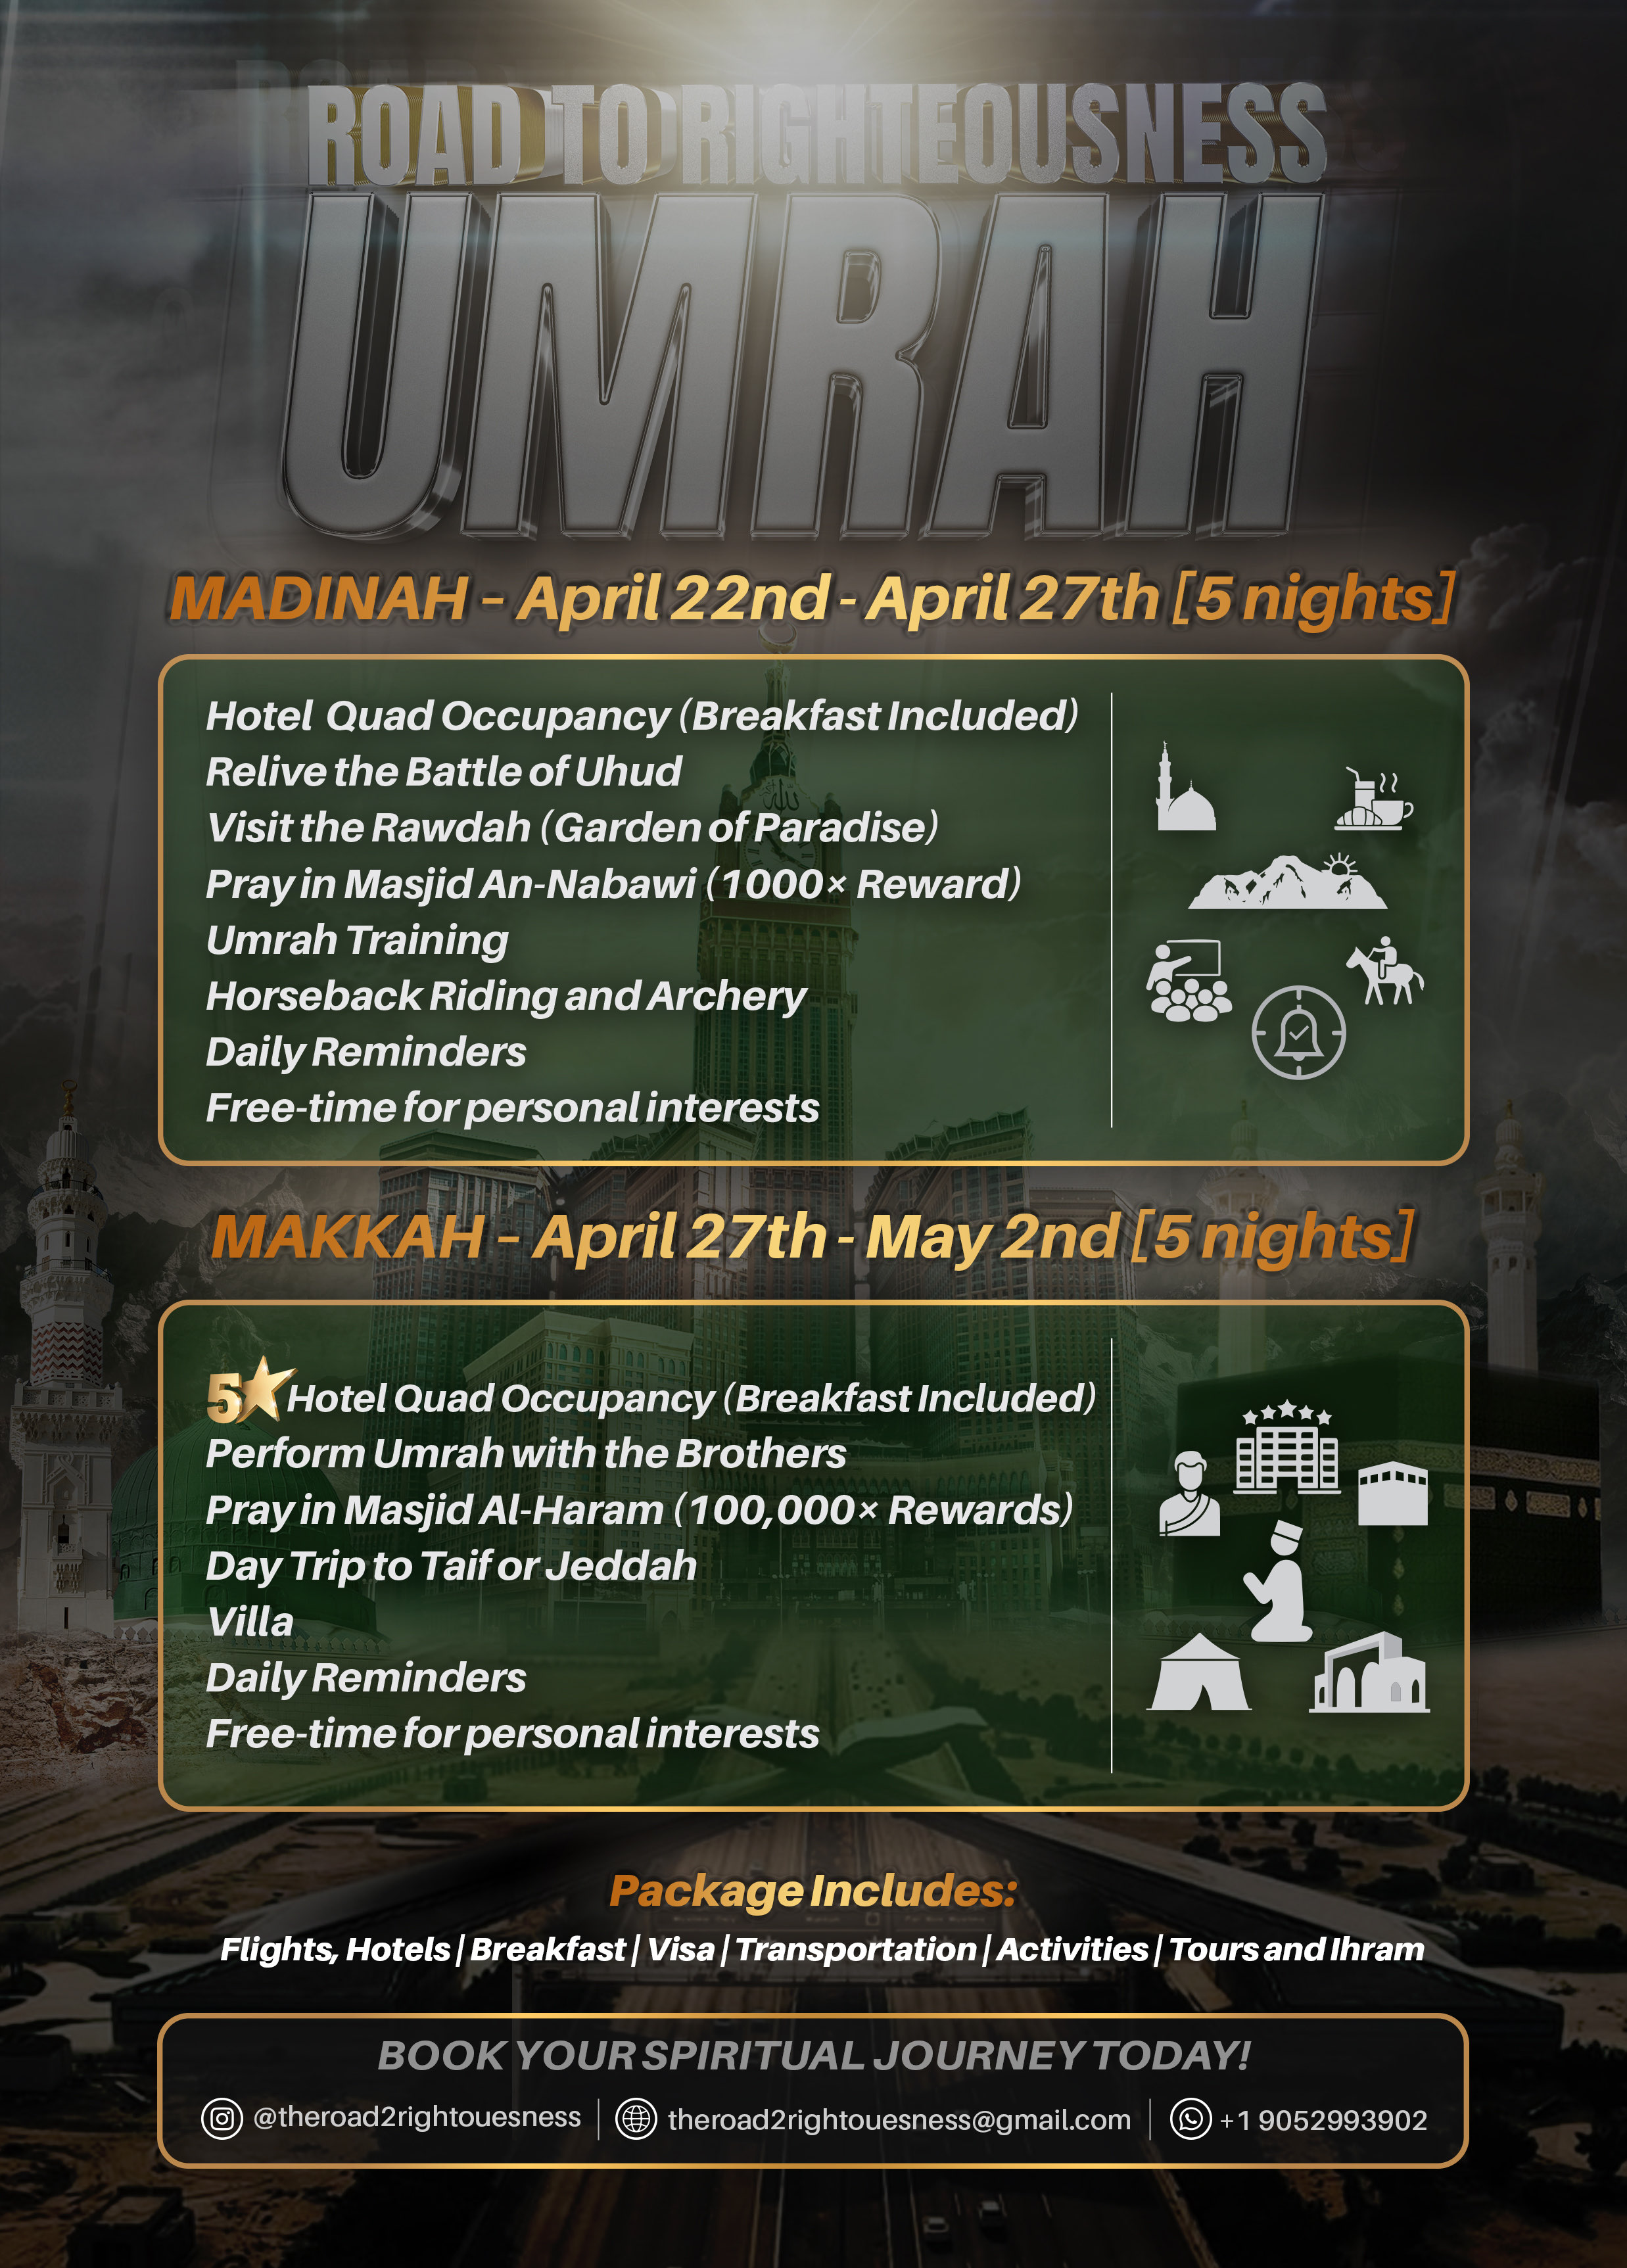 ROAD TO RIGHTEOUSNESS
UMRAH
MADINAH – April 22nd - April 27th [5 nights]
Hotel Quad Occupancy (Breakfast Included)
Relive the Battle of Uhud
Visit the Rawdah (Garden of Paradise)
Pray in Masjid An-Nabawi (1000× Reward)
Umrah Training
Horseback Riding and Archery
Daily Reminders
Free-time for personal interests
MAKKAH – April 27th - May 2nd [5 nights]
5 Hotel Quad Occupancy (Breakfast Included)
Perform Umrah with the Brothers
Pray in Masjid Al-Haram (100,000× Rewards)
Day Trip to Taif or Jeddah
Villa
Daily Reminders
Free-time for personal interests
Package Includes:
Flights, Hotels | Breakfast | Visa | Transportation | Activities | Tours and Ihram
BOOK YOUR SPIRITUAL JOURNEY TODAY!
@theroad2rightouesness | theroad2rightouesness@gmail.com | +1 9052993902